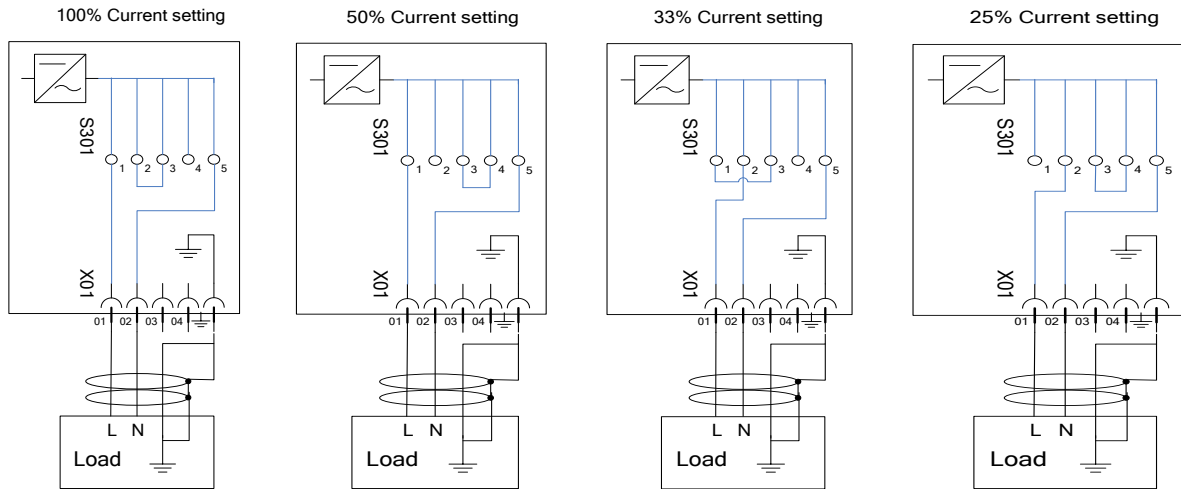 100% Current setting
50% Current setting
33% Current setting
25% Current setting
S301
1 2 3 4 5
X01
01 02 03 04
L N
Load
S301
1 2 3 4 5
X01
01 02 03 04
L N
Load
S301
1 2 3 4 5
X01
01 02 03 04
L N
Load
S301
1 2 3 4 5
X01
01 02 03 04
L N
Load